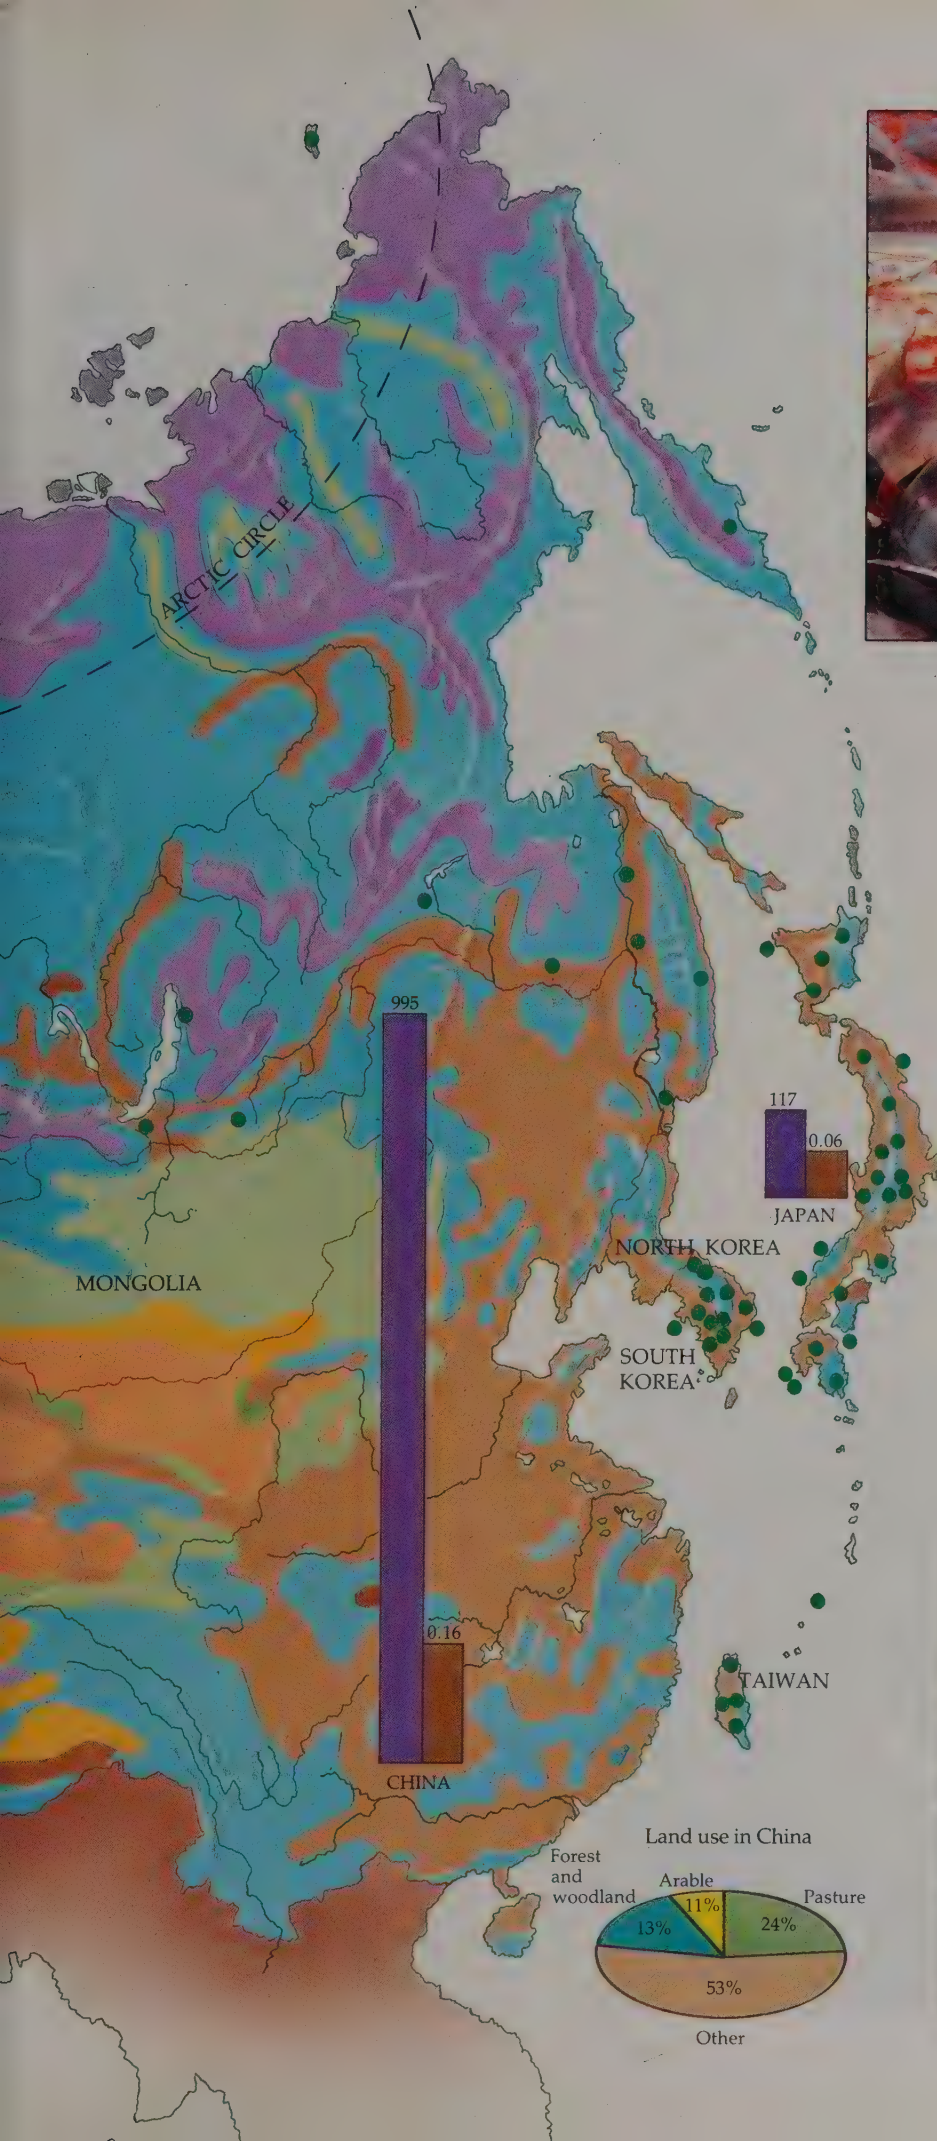 ARCTIC CIRCLE
995
117
0.06
JAPAN
NORTH KOREA
MONGOLIA
SOUTH
KOREA
0.16
TAIWAN
CHINA
Land use in China
Forest
and
woodland
Arable
Pasture
11%
13%
24%
53%
Other